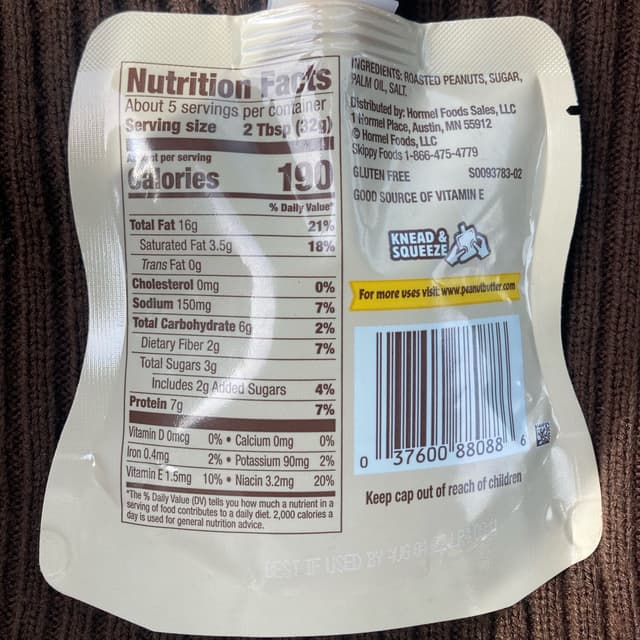 Nutrition Facts
About 5 servings per container
Serving size 2 Tbsp (32g)
Amount per serving
Calories 190
% Daily Value*
Total Fat 16g 21%
Saturated Fat 3.5g 18%
Trans Fat 0g
Cholesterol 0mg 0%
Sodium 150mg 7%
Total Carbohydrate 6g 2%
Dietary Fiber 2g 7%
Total Sugars 3g
Includes 2g Added Sugars 4%
Protein 7g 7%
Vitamin D 0mcg 0% • Calcium 0mg 0%
Iron 0.4mg 2% • Potassium 90mg 2%
Vitamin E 1.5mg 10% • Niacin 3.2mg 20%
*The % Daily Value (DV) tells you how much a nutrient in a
serving of food contributes to a daily diet. 2,000 calories a
day is used for general nutrition advice.
INGREDIENTS: ROASTED PEANUTS, SUGAR,
PALM OIL, SALT.
Distributed by: Hormel Foods Sales, LLC
1 Hormel Place, Austin, MN 55912
© Hormel Foods, LLC
Skippy Foods 1-866-475-4779
GLUTEN FREE S0093783-02
GOOD SOURCE OF VITAMIN E
KNEAD &
SQUEEZE
For more uses visit: www.peanutbutter.com
0 37600 88088 6
Keep cap out of reach of children
BEST IF USED BY